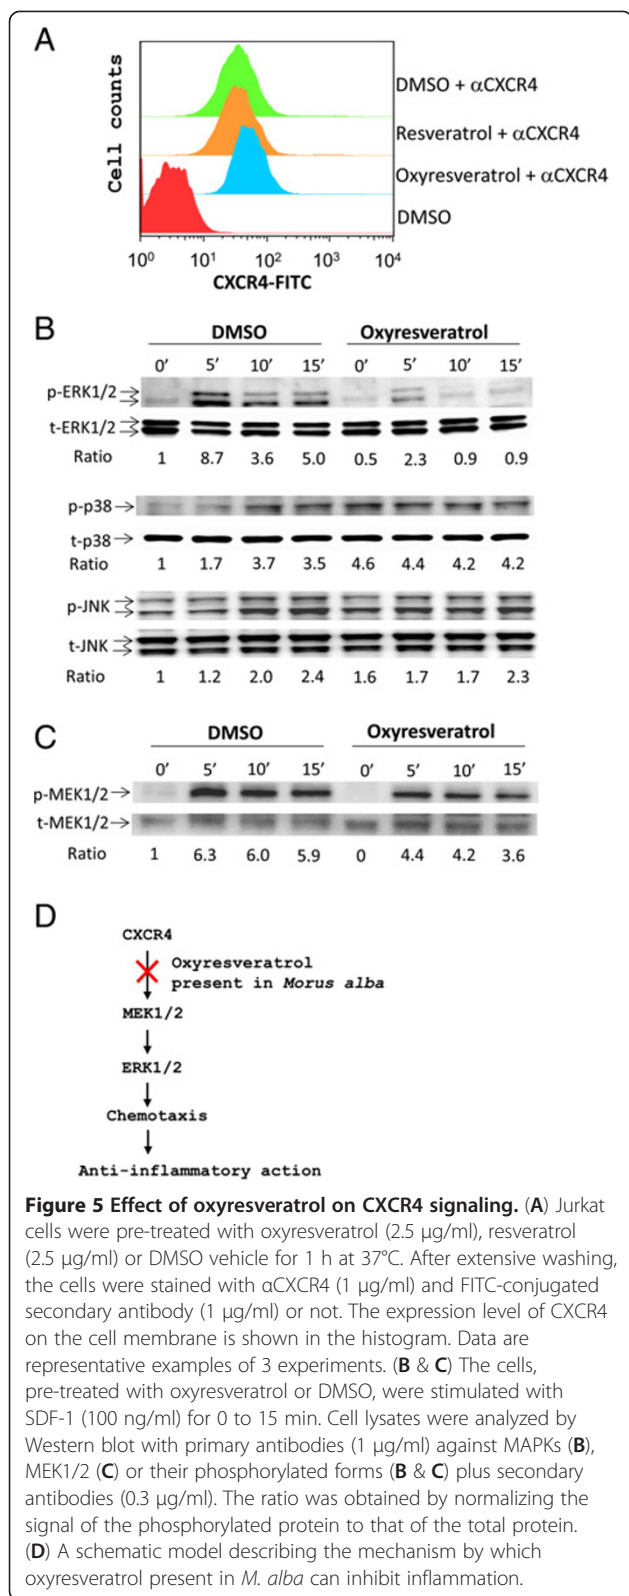 A
Cell counts
DMSO + αCXCR4
Resveratrol + αCXCR4
Oxyresveratrol + αCXCR4
DMSO
10⁰ 10¹ 10² 10³ 10⁴
CXCR4-FITC
B
DMSO Oxyresveratrol
0’ 5’ 10’ 15’ 0’ 5’ 10’ 15’
p-ERK1/2
t-ERK1/2
Ratio 1 8.7 3.6 5.0 0.5 2.3 0.9 0.9
p-p38
t-p38
Ratio 1 1.7 3.7 3.5 4.6 4.4 4.2 4.2
p-JNK
t-JNK
Ratio 1 1.2 2.0 2.4 1.6 1.7 1.7 2.3
C
DMSO Oxyresveratrol
0’ 5’ 10’ 15’ 0’ 5’ 10’ 15’
p-MEK1/2
t-MEK1/2
Ratio 1 6.3 6.0 5.9 0 4.4 4.2 3.6
D
CXCR4
Oxyresveratrol
present in Morus alba
MEK1/2
ERK1/2
Chemotaxis
Anti-inflammatory action
Figure 5 Effect of oxyresveratrol on CXCR4 signaling. (A) Jurkat
cells were pre-treated with oxyresveratrol (2.5 μg/ml), resveratrol
(2.5 μg/ml) or DMSO vehicle for 1 h at 37°C. After extensive washing,
the cells were stained with αCXCR4 (1 μg/ml) and FITC-conjugated
secondary antibody (1 μg/ml) or not. The expression level of CXCR4
on the cell membrane is shown in the histogram. Data are
representative examples of 3 experiments. (B & C) The cells,
pre-treated with oxyresveratrol or DMSO, were stimulated with
SDF-1 (100 ng/ml) for 0 to 15 min. Cell lysates were analyzed by
Western blot with primary antibodies (1 μg/ml) against MAPKs (B),
MEK1/2 (C) or their phosphorylated forms (B & C) plus secondary
antibodies (0.3 μg/ml). The ratio was obtained by normalizing the
signal of the phosphorylated protein to that of the total protein.
(D) A schematic model describing the mechanism by which
oxyresveratrol present in M. alba can inhibit inflammation.